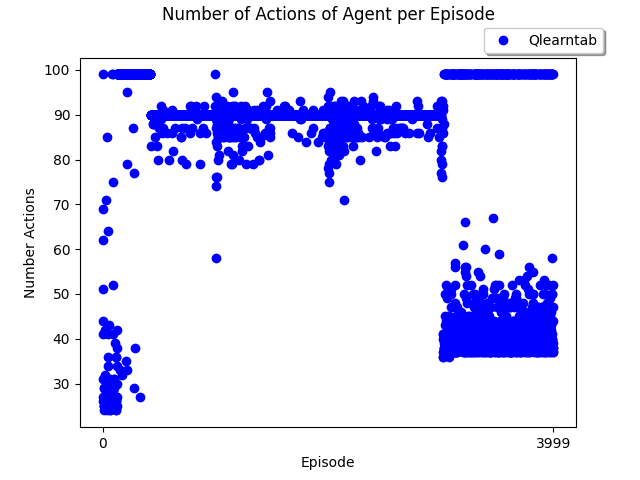 Number of Actions of Agent per Episode
Qlearntab
100
90
80
70
60
50
40
30
Number Actions
0
3999
Episode